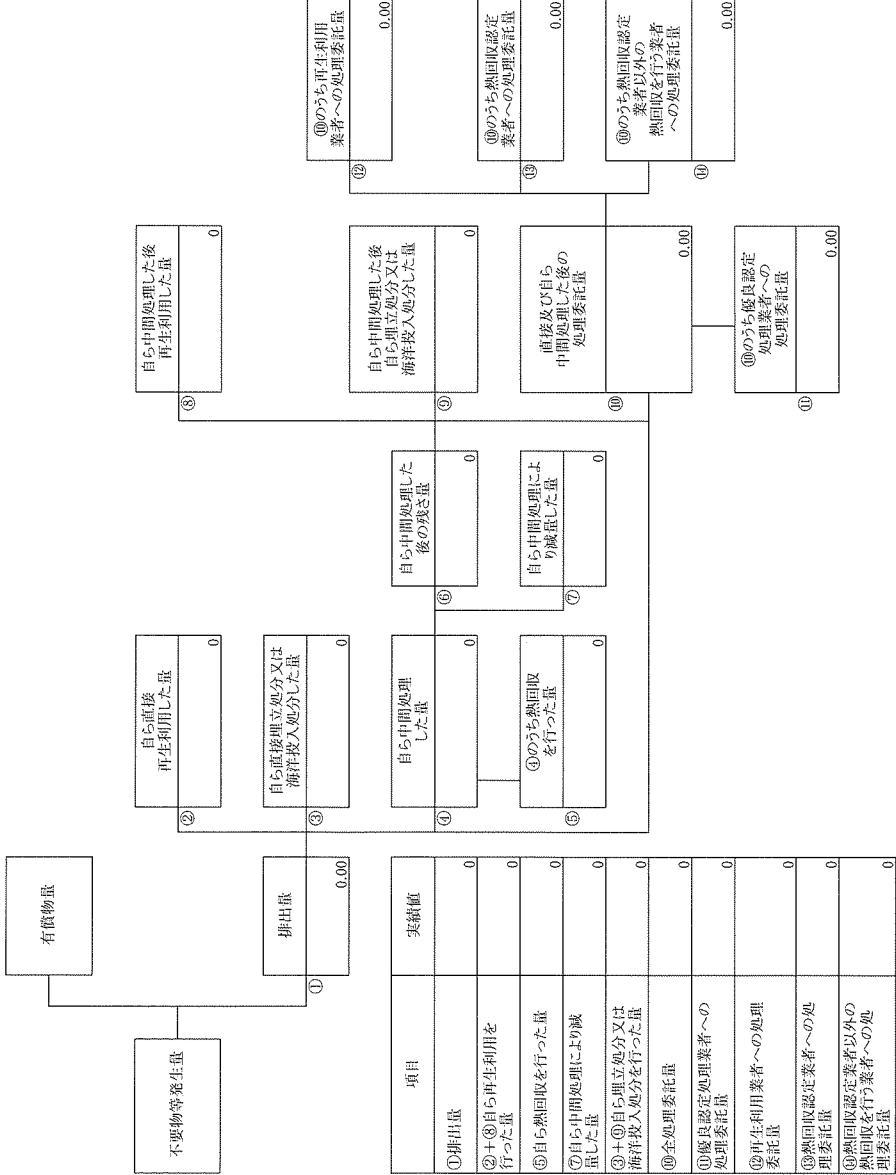 不要物等発生量
有償物量
①
排出量
0.00
②
自ら直接
再生利用した量
0
③
自ら直接埋立処分又は
海洋投入処分した量
0
④
自ら中間処理
した量
0
⑤
④のうち熱回収
を行った量
0
⑥
自ら中間処理した
後の残さ量
0
⑦
自ら中間処理によ
り減量した量
0
⑧
自ら中間処理した後
再生利用した量
0
⑨
自ら中間処理した後
自ら埋立処分又は
海洋投入処分した量
0
⑩
直接及び自ら
中間処理した後の
処理委託量
0.00
⑪
⑩のうち優良認定
処理業者への
処理委託量
0.00
⑫
⑩のうち再生利用
業者への処理委託量
0.00
⑬
⑩のうち熱回収認定
業者への処理委託量
0.00
⑭
⑩のうち熱回収認定
業者以外の
熱回収を行う業者
への処理委託量
0.00
項目
実績値
①排出量
0
②+⑧自ら再生利用を
行った量
0
⑤自ら熱回収を行った量
0
⑦自ら中間処理により減
量した量
0
③+⑨自ら埋立処分又は
海洋投入処分を行った量
0
⑩全処理委託量
0
⑪優良認定処理業者への
処理委託量
0
⑫再生利用業者への処理
委託量
0
⑬熱回収認定業者への処
理委託量
0
⑭熱回収認定業者以外の
熱回収を行う業者への処
理委託量
0